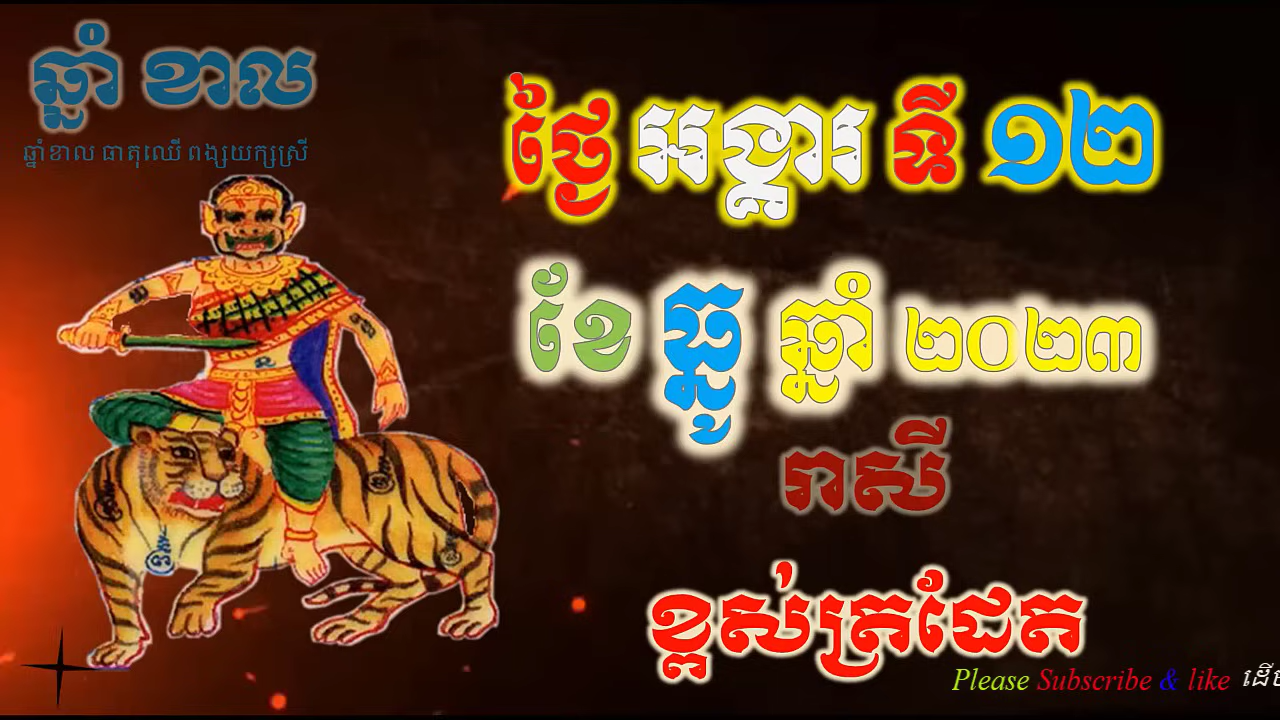 ឆ្នាំ ខាល
ឆ្នាំខាល ធាតុឈើ ពង្សយក្សស្រី
ថ្ងៃ អង្គារ ទី ១២
ខែ ធ្នូ ឆ្នាំ ២០២៣
រាសី
ខ្ពស់ត្រដែត
Please Subscribe & like